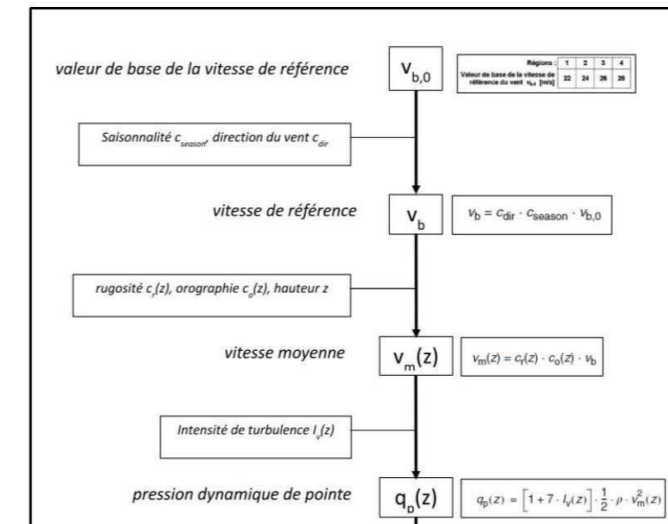 valeur de base de la vitesse de référence
v_b,0
Régions : 1 2 3 4
Valeur de base de la vitesse de 22 24 26 28
référence du vent v_b,0 [m/s]
Saisonnalité c_season, direction du vent c_dir
vitesse de référence
v_b
v_b = c_dir · c_season · v_b,0
rugosité c_r(z), orographie c_o(z), hauteur z
vitesse moyenne
v_m(z)
v_m(z) = c_r(z) · c_o(z) · v_b
Intensité de turbulence I_v(z)
pression dynamique de pointe
q_p(z)
q_p(z) = [1 + 7 · I_v(z)] · 1/2 · ρ · v_m²(z)